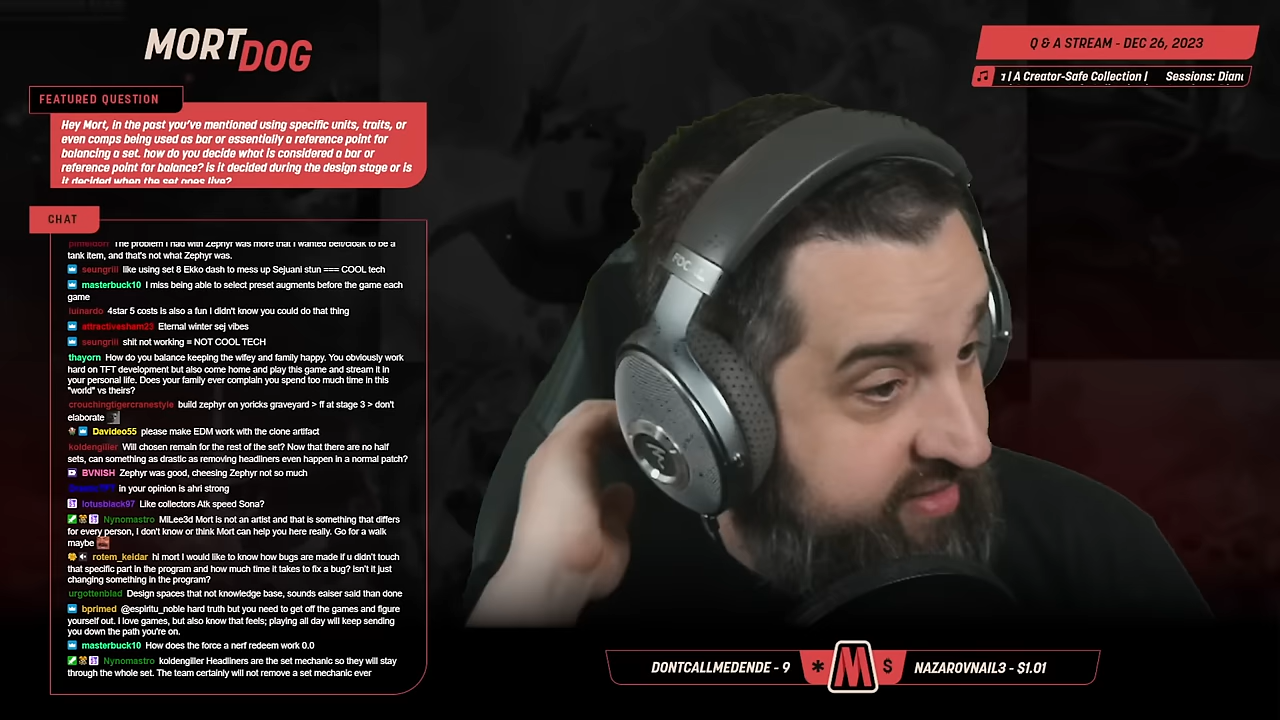 MORTDOG
Q & A STREAM - DEC 26, 2023
| A Creator-Safe Collection | Sessions:
FEATURED QUESTION
Hey Mort, in the past you've mentioned using specific units, traits, or
even comps being used as bar or essentially a reference point for
balancing a set. how do you decide what is considered a bar or
reference point for balance? is it decided during the design stage or is
it decided when the set goes live?
CHAT
The problem I had with Zephyr was more that I wanted belt/cloak to be a
tank item, and that's not what Zephyr was.
seungriii like using set 8 Ekko dash to mess up Sejuani stun === COOL tech
masterbuck10 I miss being able to select preset augments before the game each
game
luinardo 4star 5 costs is also a fun I didn't know you could do that thing
attractivesham23 Eternal winter sej vibes
seungriii shit not working = NOT COOL TECH
thayorn How do you balance keeping the wifey and family happy. You obviously work
hard on TFT development but also come home and play this game and stream it in
your personal life. Does your family ever complain you spend too much time in this
"world" vs theirs?
crouchingtigercranestyle build zephyr on yoricks graveyard > ff at stage 3 > don't
elaborate
Davideo55 please make EDM work with the clone artifact
koldengiller Will chosen remain for the rest of the set? Now that there are no half
sets, can something as drastic as removing headliners even happen in a normal patch?
BVNISH Zephyr was good, cheesing Zephyr not so much
in your opinion is ahri strong
lotusblack97 Like collectors Atk speed Sona?
Nynomastro MiLee3d Mort is not an artist and that is something that differs
for every person, I don't know or think Mort can help you here really. Go for a walk
maybe
rotem_keidar hi mort I would like to know how bugs are made if u didn't touch
that specific part in the program and how much time it takes to fix a bug? Isn't it just
changing something in the program?
urgottenblad Design spaces that not knowledge base, sounds eaiser said than done
bprimed @espiritu_noble hard truth but you need to get off the games and figure
yourself out. I love games, but also know that feels; playing all day will keep sending
you down the path you're on.
masterbuck10 How does the force a nerf redeem work 0.0
Nynomastro koldengiller Headliners are the set mechanic so they will stay
through the whole set. The team certainly will not remove a set mechanic ever
DONTCALLMEDENDE - 9
* M $
NAZAROVNAIL3 - $1.01